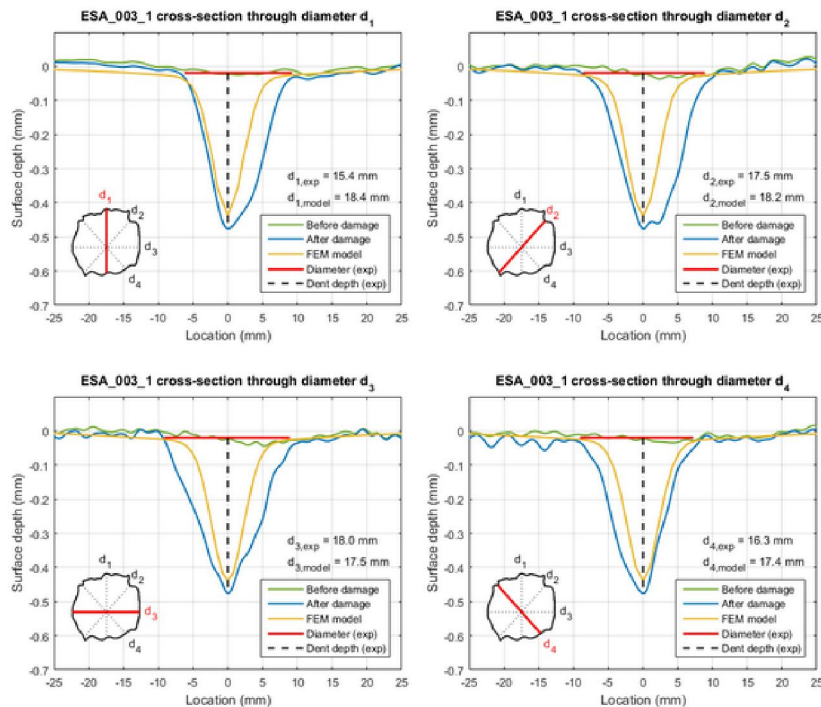 ESA_003_1 cross-section through diameter d1
Surface depth (mm)
0
-0.1
-0.2
-0.3
-0.4
-0.5
-0.6
-0.7
d1,exp = 15.4 mm
d1,model = 18.4 mm
d1
d2
d3
d4
Before damage
After damage
FEM model
Diameter (exp)
Dent depth (exp)
-25 -20 -15 -10 -5 0 5 10 15 20 25
Location (mm)
ESA_003_1 cross-section through diameter d2
Surface depth (mm)
0
-0.1
-0.2
-0.3
-0.4
-0.5
-0.6
-0.7
d2,exp = 17.5 mm
d2,model = 18.2 mm
d1
d2
d3
d4
Before damage
After damage
FEM model
Diameter (exp)
Dent depth (exp)
-25 -20 -15 -10 -5 0 5 10 15 20 25
Location (mm)
ESA_003_1 cross-section through diameter d3
Surface depth (mm)
0
-0.1
-0.2
-0.3
-0.4
-0.5
-0.6
-0.7
d3,exp = 18.0 mm
d3,model = 17.5 mm
d1
d2
d3
d4
Before damage
After damage
FEM model
Diameter (exp)
Dent depth (exp)
-25 -20 -15 -10 -5 0 5 10 15 20 25
Location (mm)
ESA_003_1 cross-section through diameter d4
Surface depth (mm)
0
-0.1
-0.2
-0.3
-0.4
-0.5
-0.6
-0.7
d4,exp = 16.3 mm
d4,model = 17.4 mm
d1
d2
d3
d4
Before damage
After damage
FEM model
Diameter (exp)
Dent depth (exp)
-25 -20 -15 -10 -5 0 5 10 15 20 25
Location (mm)